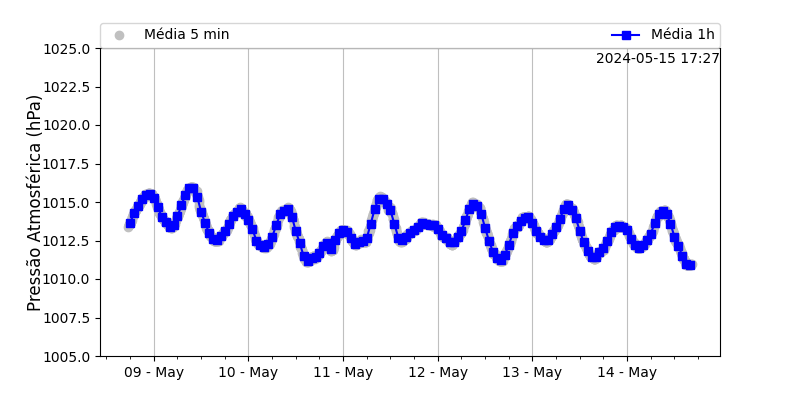 Média 5 min
Média 1h
2024-05-15 17:27
Pressão Atmosférica (hPa)
1025.0
1022.5
1020.0
1017.5
1015.0
1012.5
1010.0
1007.5
1005.0
09 - May
10 - May
11 - May
12 - May
13 - May
14 - May